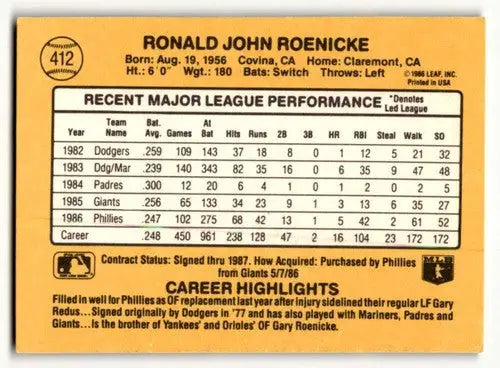 412
RONALD JOHN ROENICKE
Born: Aug. 19, 1956 Covina, CA Home: Claremont, CA
Ht.: 6'0" Wgt.: 180 Bats: Switch Throws: Left
©1986 LEAF, INC.
Printed in USA
RECENT MAJOR LEAGUE PERFORMANCE *Denotes Led League
Year Team Name Bat. Avg. Games At Bat Hits Runs 2B 3B HR RBI Steal Walk SO
1982 Dodgers .259 109 143 37 18 8 0 1 12 5 21 32
1983 Ddg/Mar .239 140 343 82 35 16 0 6 35 9 47 48
1984 Padres .300 12 20 6 4 1 0 1 2 0 2 5
1985 Giants .256 65 133 34 23 9 1 3 13 6 35 27
1986 Phillies .247 102 275 68 42 13 1 5 42 2 61 52
Career .248 450 961 238 128 47 2 16 104 23 172 172
Contract Status: Signed thru 1987. How Acquired: Purchased by Phillies
from Giants 5/7/86
MLB
CAREER HIGHLIGHTS
Filled in well for Phillies as OF replacement last year after injury sidelined their regular LF Gary
Redus...Signed originally by Dodgers in '77 and has also played with Mariners, Padres and
Giants...Is the brother of Yankees' and Orioles' OF Gary Roenicke.